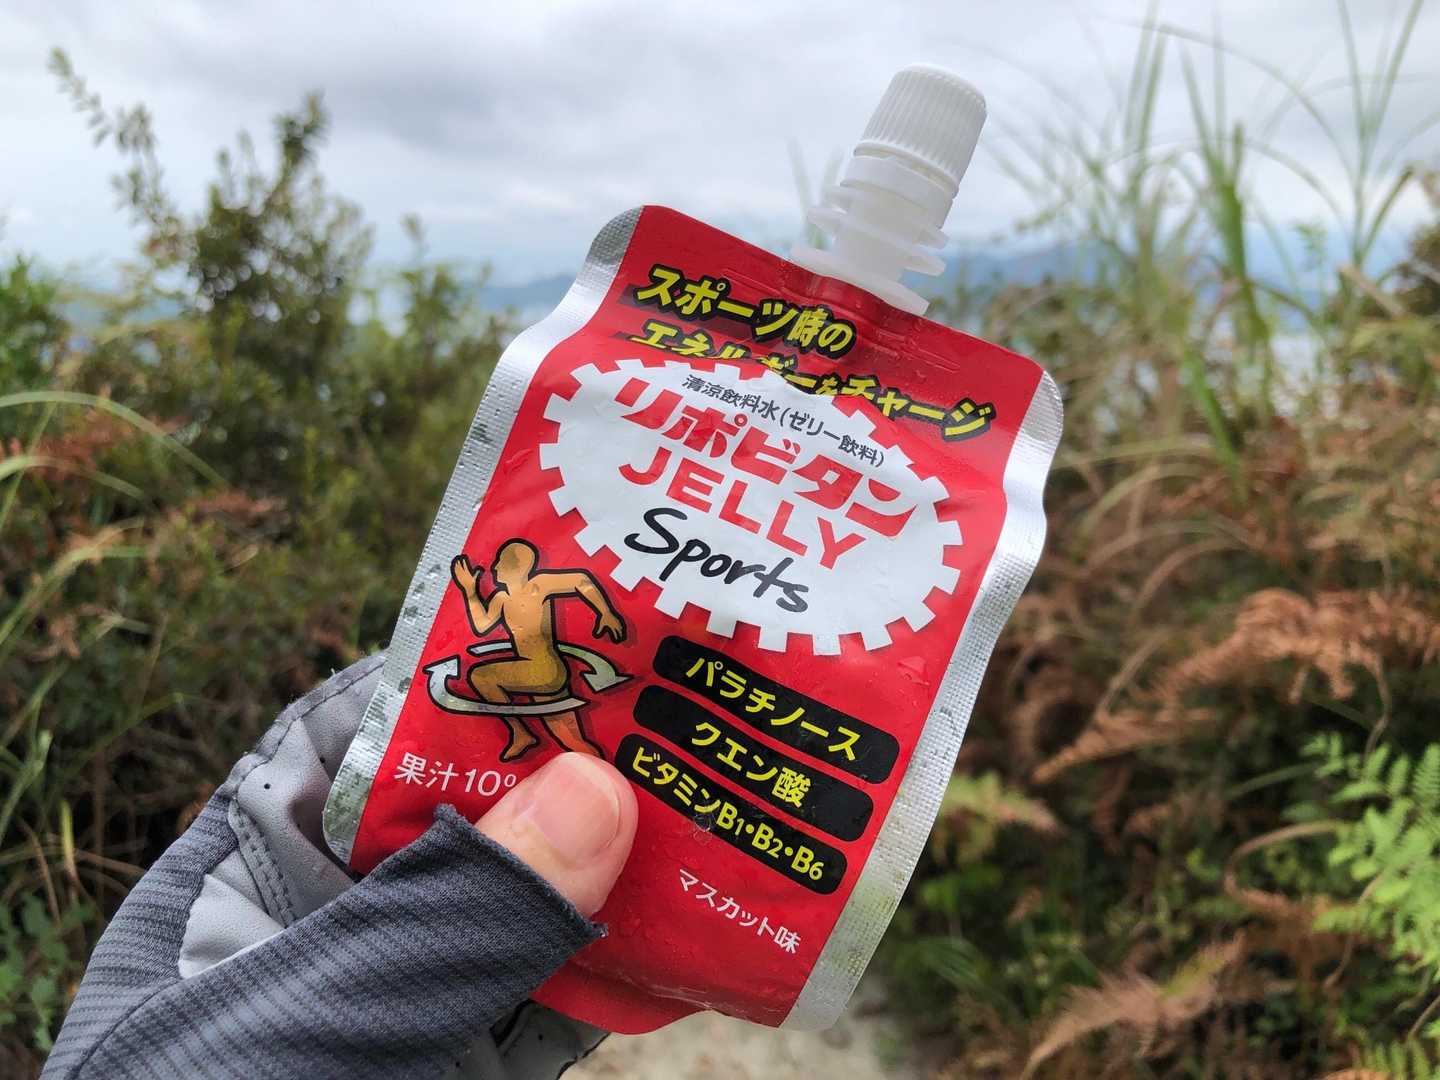 スポーツ時の
エネルギーをチャージ
清涼飲料水(ゼリー飲料)
リポビタン
JELLY
Sports
パラチノース
クエン酸
ビタミンB1・B2・B6
果汁10%
マスカット味